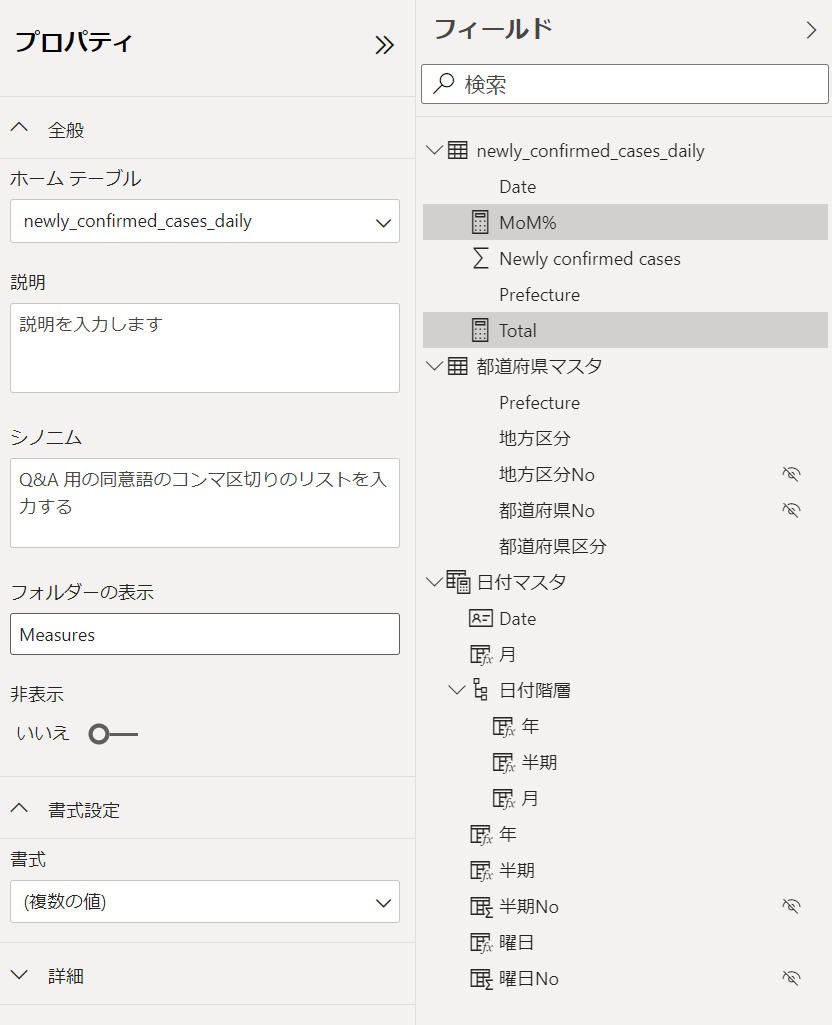 プロパティ
全般
ホーム テーブル
newly_confirmed_cases_daily
説明
説明を入力します
シノニム
Q&A 用の同意語のコンマ区切りのリストを入
力する
フォルダーの表示
Measures
非表示
いいえ
書式設定
書式
(複数の値)
詳細
フィールド
検索
newly_confirmed_cases_daily
Date
MoM%
Newly confirmed cases
Prefecture
Total
都道府県マスタ
Prefecture
地方区分
地方区分No
都道府県No
都道府県区分
日付マスタ
Date
月
日付階層
年
半期
月
年
半期
半期No
曜日
曜日No